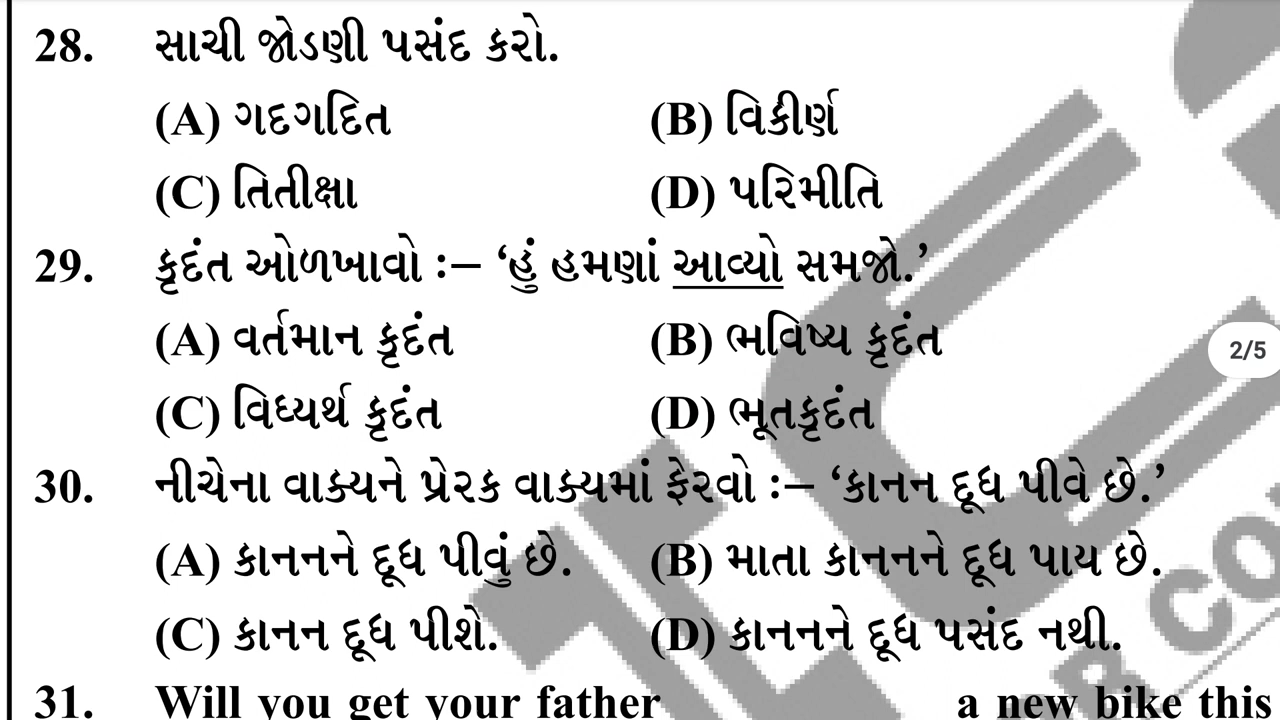 28. સાચી જોડણી પસંદ કરો.
(A) ગદગદિત (B) વિકીર્ણ
(C) તિતીક્ષા (D) પરિમીતિ
29. કૃદંત ઓળખાવો :– ‘હું હમણાં આવ્યો સમજો.’
(A) વર્તમાન કૃદંત (B) ભવિષ્ય કૃદંત
(C) વિધ્યર્થ કૃદંત (D) ભૂતકૃદંત
30. નીચેના વાક્યને પ્રેરક વાક્યમાં ફેરવો :– ‘કાનન દૂધ પીવે છે.’
(A) કાનનને દૂધ પીવું છે. (B) માતા કાનનને દૂધ પાય છે.
(C) કાનન દૂધ પીશે. (D) કાનનને દૂધ પસંદ નથી.
31. Will you get your father a new bike this
2/5